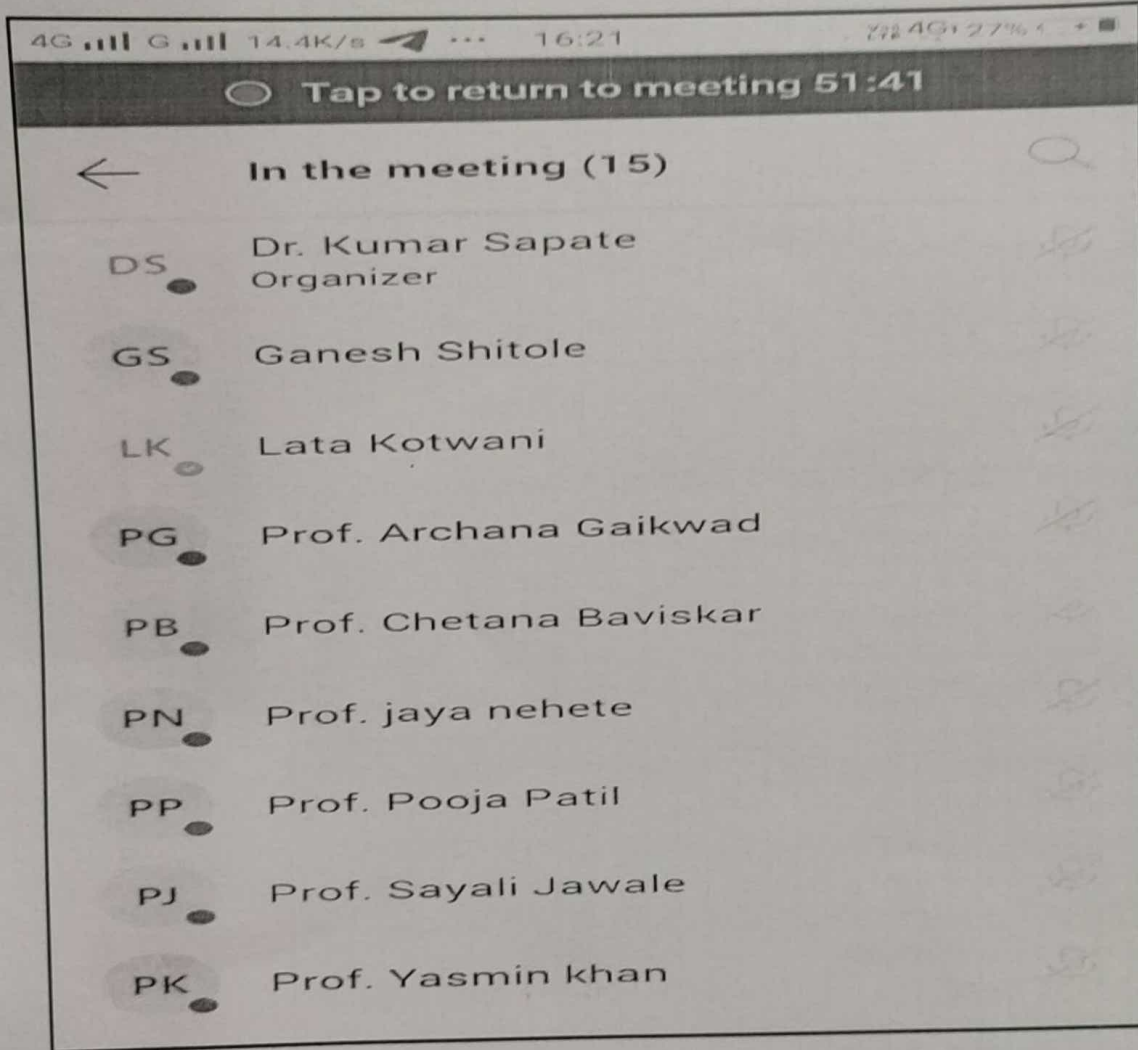 4G G 14.4K/s ... 16:21 4G 27%
Tap to return to meeting 51:41
In the meeting (15)
DS Dr. Kumar Sapate
Organizer
GS Ganesh Shitole
LK Lata Kotwani
PG Prof. Archana Gaikwad
PB Prof. Chetana Baviskar
PN Prof. jaya nehete
PP Prof. Pooja Patil
PJ Prof. Sayali Jawale
PK Prof. Yasmin khan